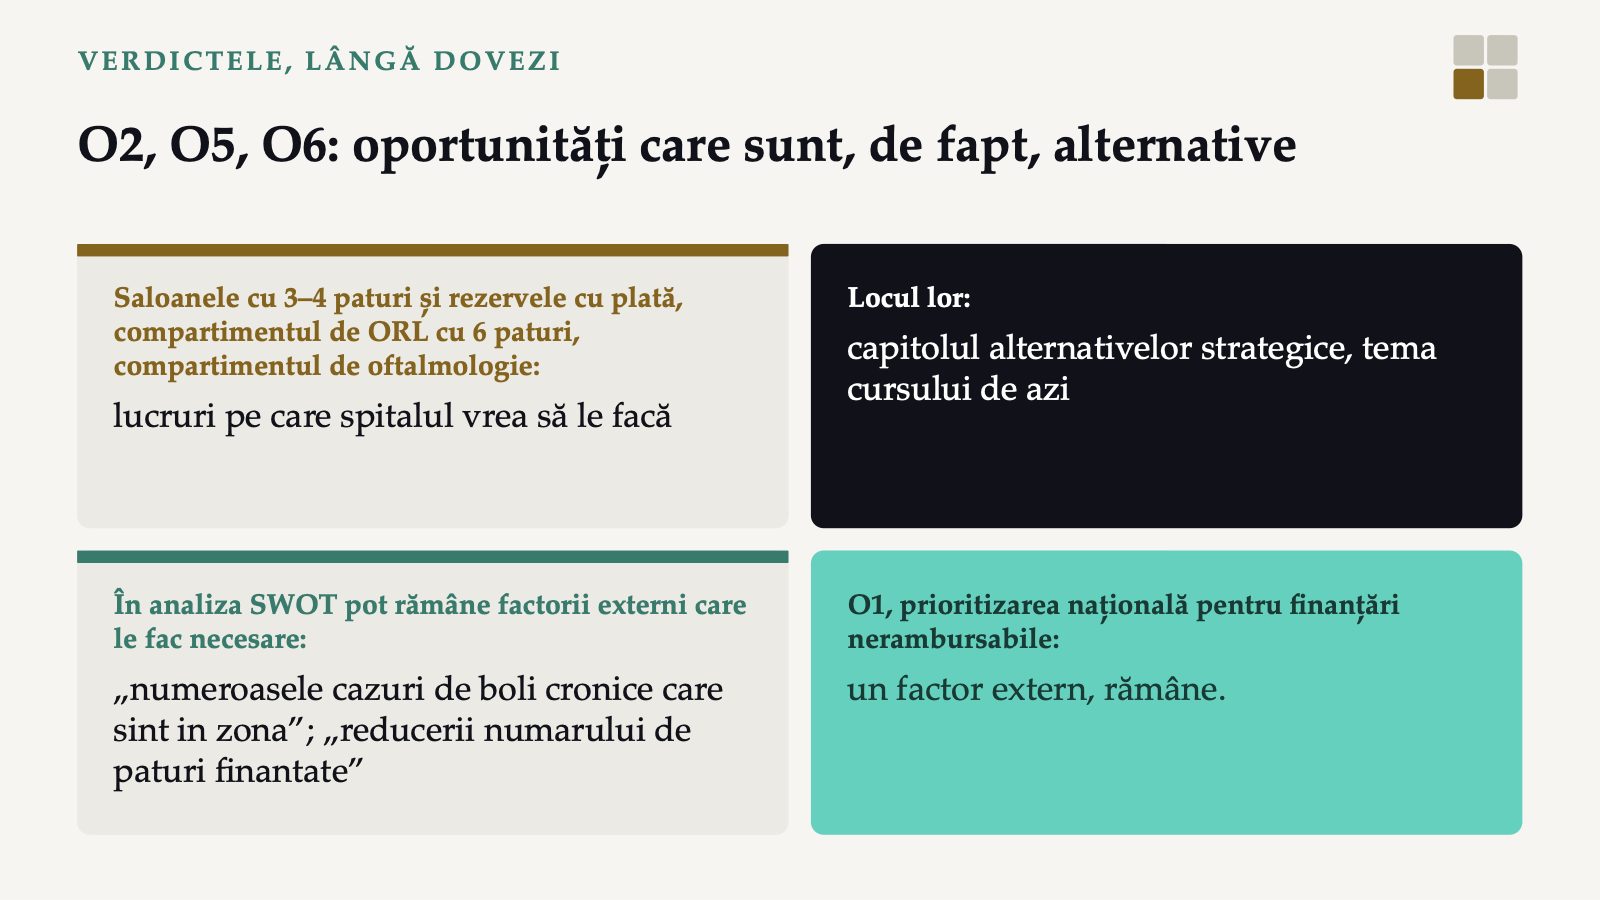 VERDICTELE, LÂNGĂ DOVEZI
O2, O5, O6: oportunități care sunt, de fapt, alternative
Saloanele cu 3–4 paturi și rezervele cu plată,
compartimentul de ORL cu 6 paturi,
compartimentul de oftalmologie:
lucruri pe care spitalul vrea să le facă
Locul lor:
capitolul alternativelor strategice, tema
cursului de azi
În analiza SWOT pot rămâne factorii externi care
le fac necesare:
„numeroasele cazuri de boli cronice care
sint in zona”; „reducerii numarului de
paturi finantate”
O1, prioritizarea națională pentru finanțări
nerambursabile:
un factor extern, rămâne.